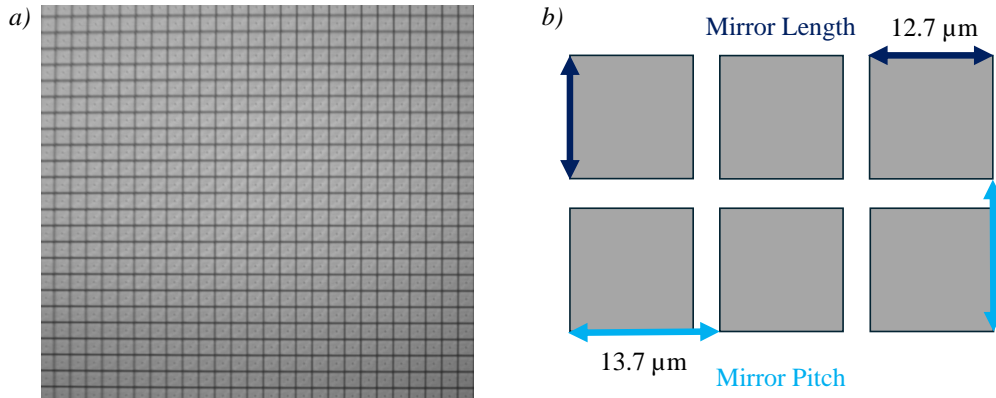 a)
b)
Mirror Length
12.7 µm
13.7 µm
Mirror Pitch